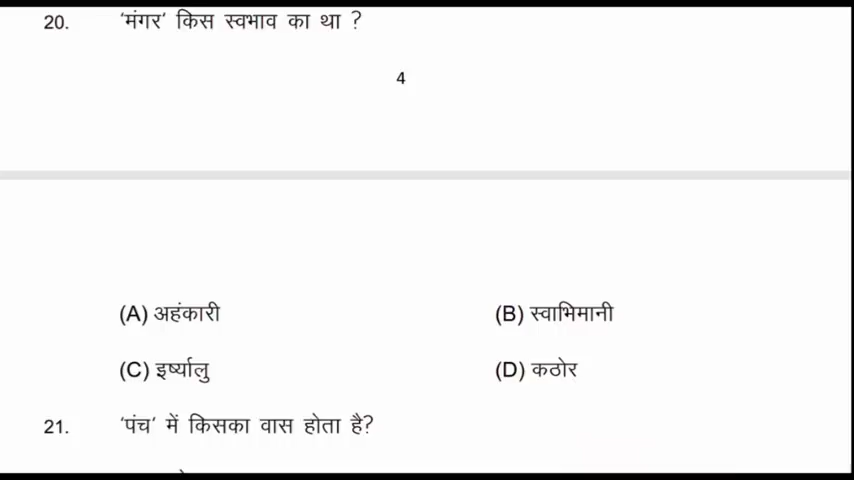 20. 'मंगर' किस स्वभाव का था ?
4
(A) अहंकारी (B) स्वाभिमानी
(C) इर्ष्यालु (D) कठोर
21. 'पंच' में किसका वास होता है?